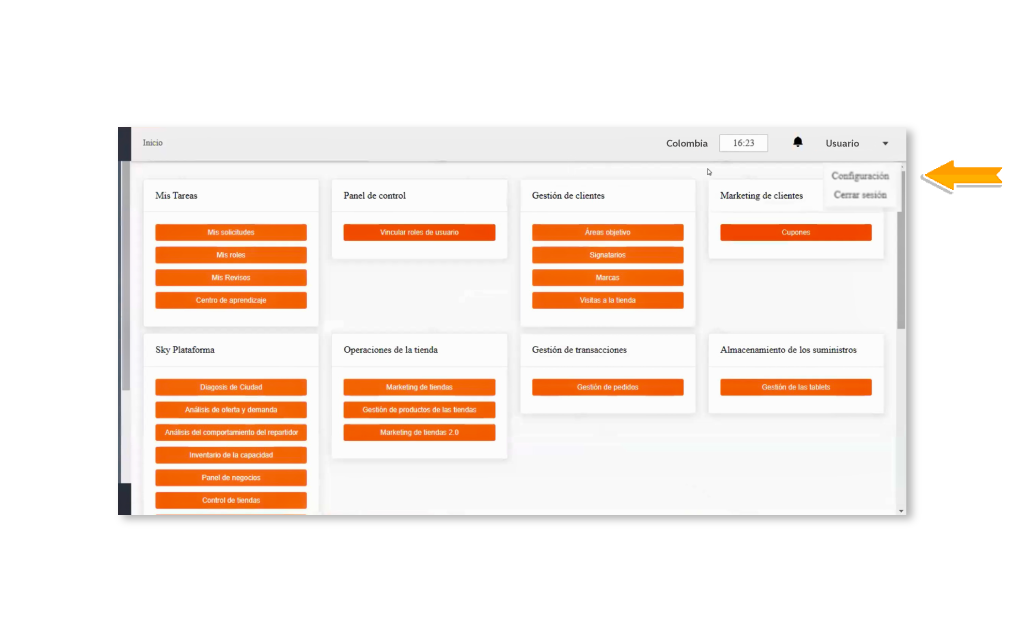 Inicio
Colombia
16:23
Usuario
Configuración
Cerrar sesión
Mis Tareas
Mis solicitudes
Mis roles
Mis Revisos
Centro de aprendizaje
Panel de control
Vincular roles de usuario
Gestión de clientes
Áreas objetivo
Signatarios
Marcas
Visitas a la tienda
Marketing de clientes
Cupones
Sky Plataforma
Diagosis de Ciudad
Análisis de oferta y demanda
Análisis del comportamiento del repartidor
Inventario de la capacidad
Panel de negocios
Control de tiendas
Operaciones de la tienda
Marketing de tiendas
Gestión de productos de las tiendas
Marketing de tiendas 2.0
Gestión de transacciones
Gestión de pedidos
Almacenamiento de los suministros
Gestión de las tablets